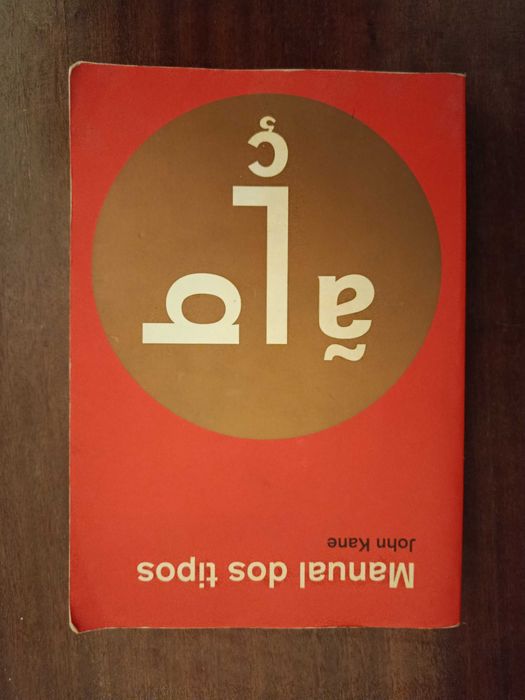 Manual dos tipos
John Kane
ã L
ç